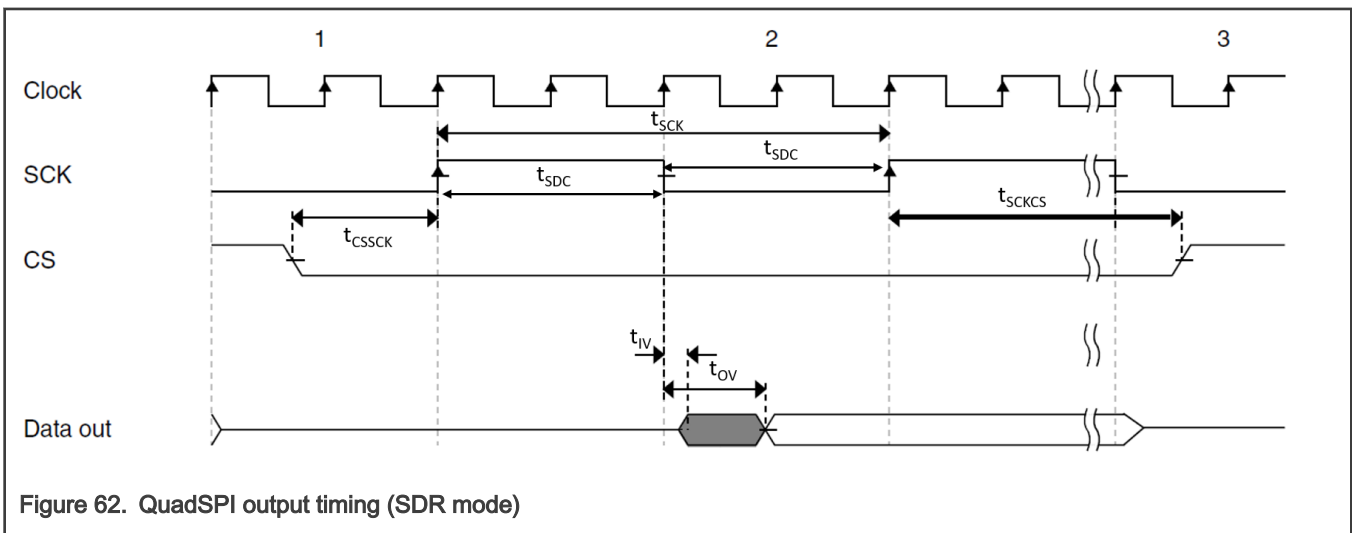 1 2 3
Clock
tSCK
tSDC
SCK
tSDC
tSCKCS
tCSSCK
CS
tIV
tOV
Data out
Figure 62. QuadSPI output timing (SDR mode)